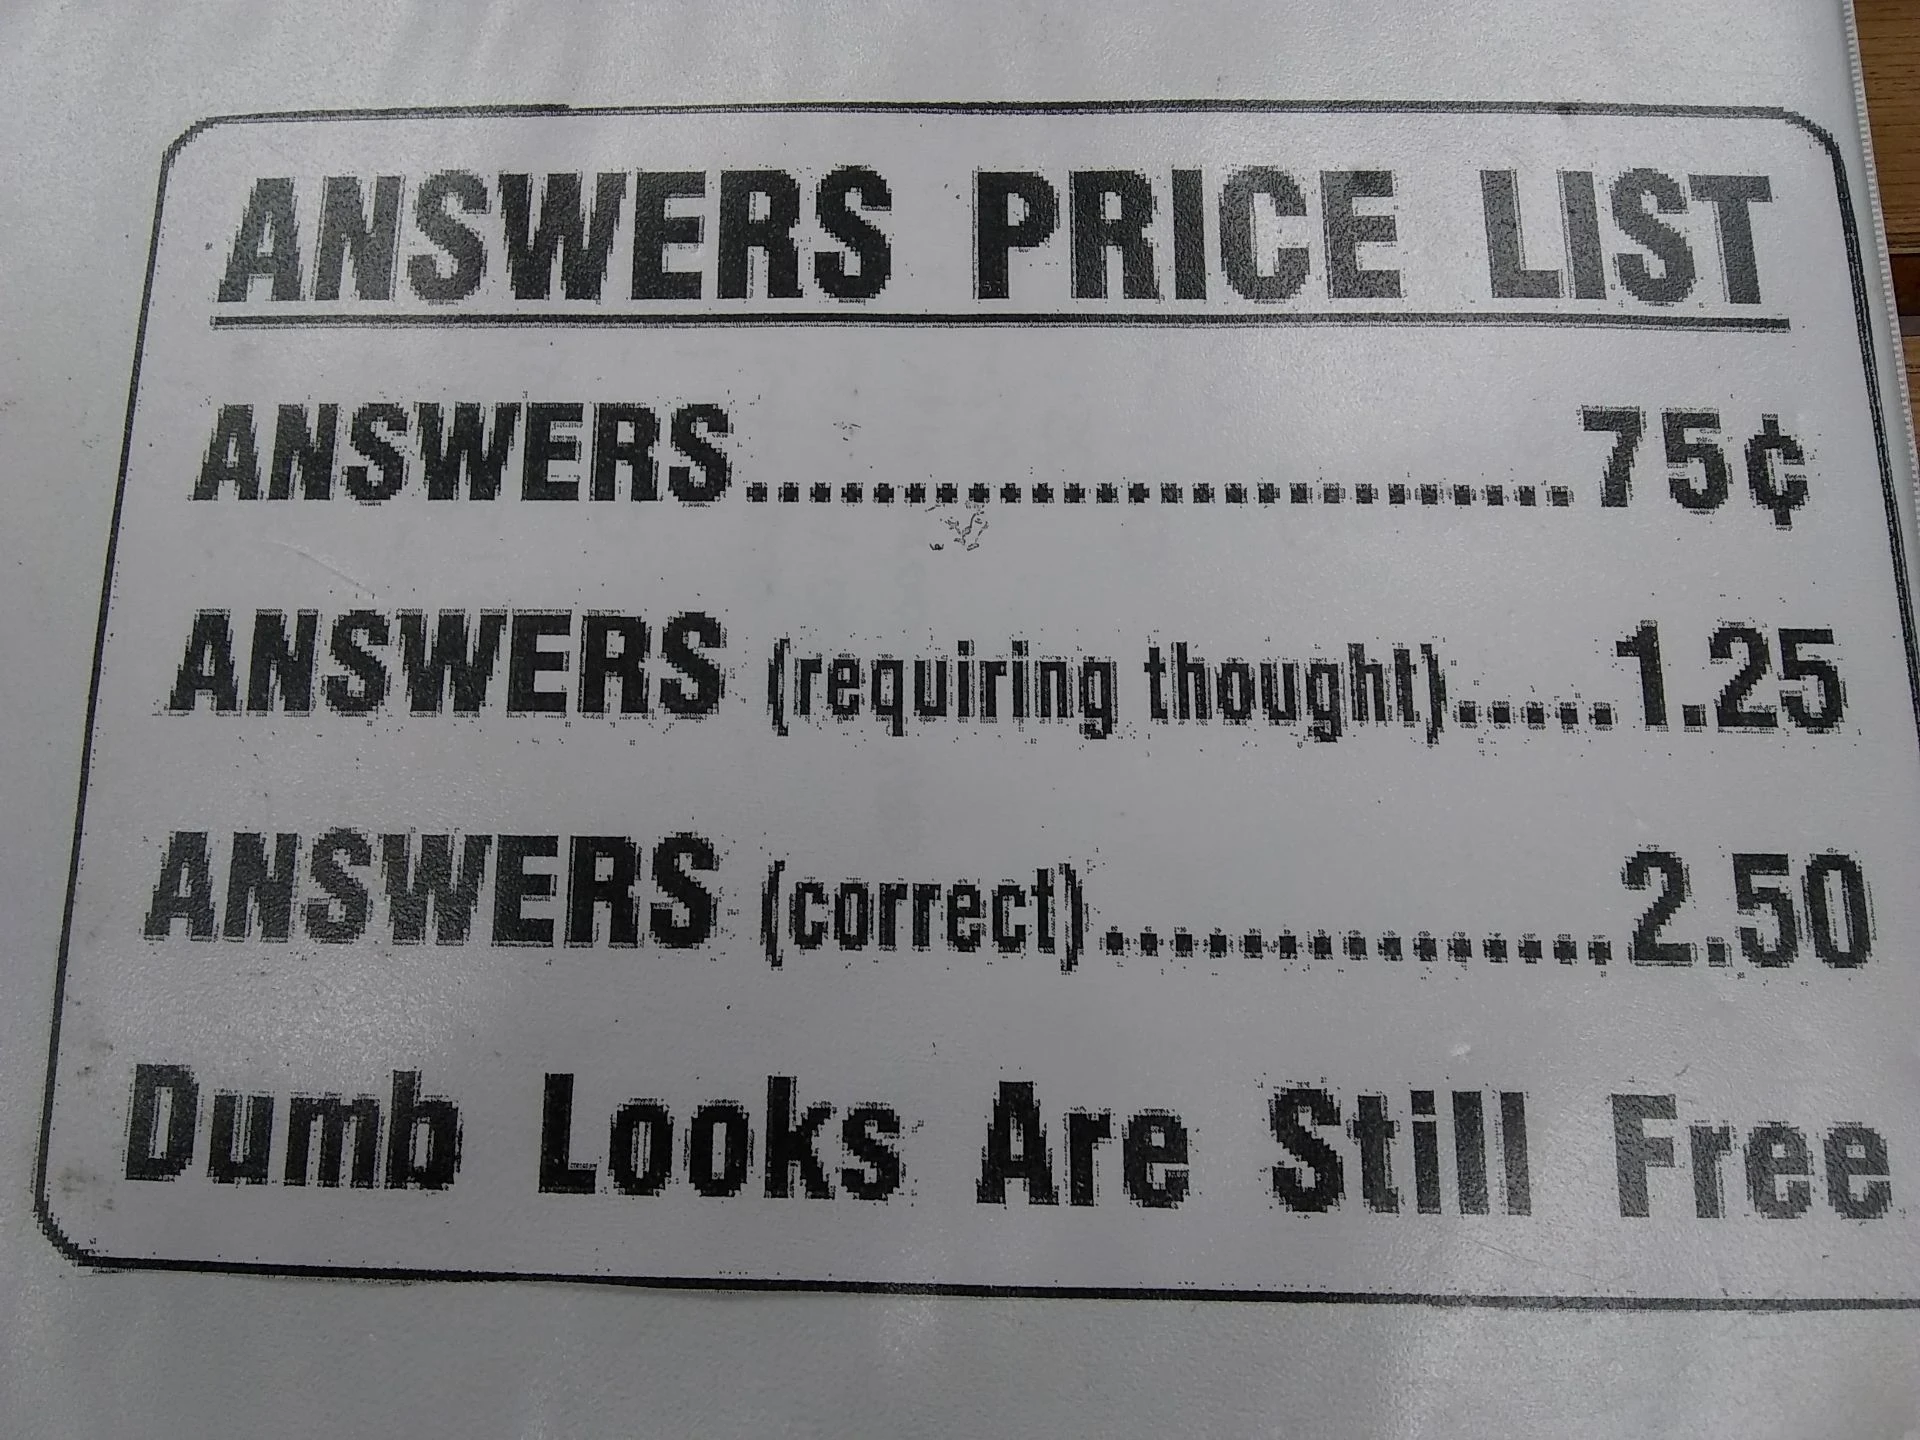 ANSWERS PRICE LIST
ANSWERS..........................75¢
ANSWERS (requiring thought).....1.25
ANSWERS (correct)...............2.50
Dumb Looks Are Still Free